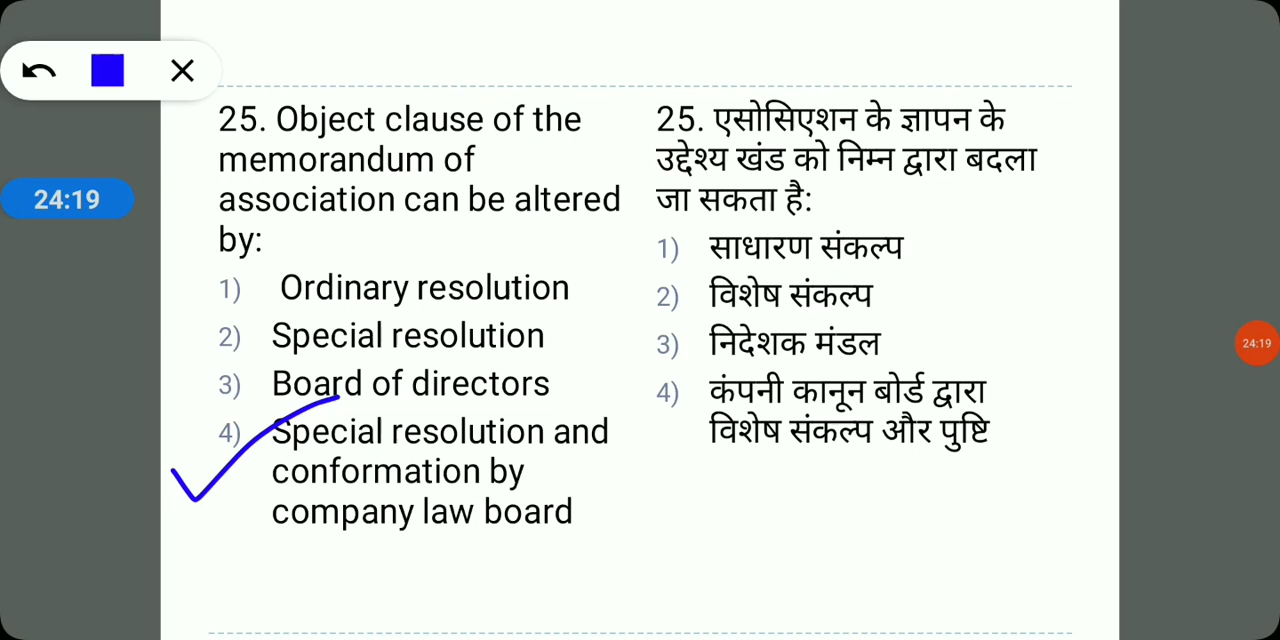 24:19
25. Object clause of the
memorandum of
association can be altered
by:
1) Ordinary resolution
2) Special resolution
3) Board of directors
4) Special resolution and
conformation by
company law board
25. एसोसिएशन के ज्ञापन के
उद्देश्य खंड को निम्न द्वारा बदला
जा सकता है:
1) साधारण संकल्प
2) विशेष संकल्प
3) निदेशक मंडल
4) कंपनी कानून बोर्ड द्वारा
विशेष संकल्प और पुष्टि
24:19